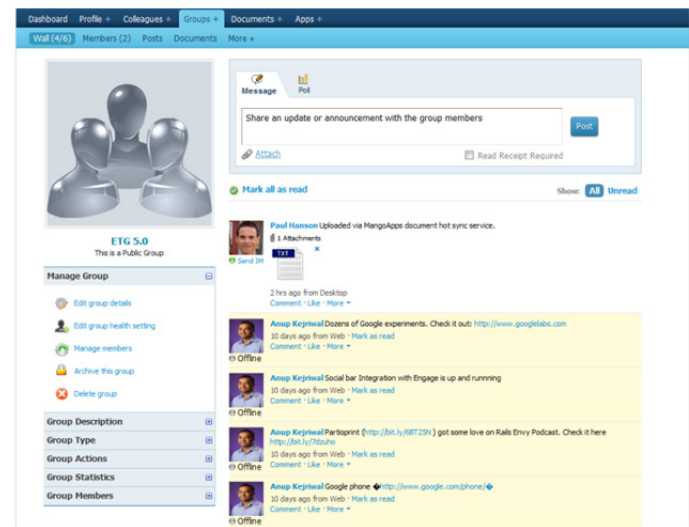 Dashboard Profile + Colleagues + Groups + Documents + Apps +
Wall (4/6) Members (2) Posts Documents More +
Message Poll
Share an update or announcement with the group members
Post
Attach Read Receipt Required
Mark all as read Show: All Unread
ETG 5.0
This is a Public Group
Manage Group
Edit group details
Edit group health setting
Manage members
Archive this group
Delete group
Group Description
Group Type
Group Actions
Group Statistics
Group Members
Paul Hanson Uploaded via MangoApps document hot sync service.
1 Attachments
Send IM
TXT
2 hrs ago from Desktop
Comment · Like · More
Anup Kejriwal Dozens of Google experiments. Check it out: http://www.googlelabs.com
10 days ago from Web · Mark as read
Comment · Like · More
Offline
Anup Kejriwal Social bar Integration with Engage is up and runnning
10 days ago from Web · Mark as read
Comment · Like · More
Offline
Anup Kejriwal Partioprint (http://bit.ly/6BT2SN ) got some love on Rails Envy Podcast. Check it here
http://bit.ly/7dzuho
10 days ago from Web · Mark as read
Comment · Like · More
Offline
Anup Kejriwal Google phone �http://www.google.com/phone/�
10 days ago from Web · Mark as read
Comment · Like · More
Offline